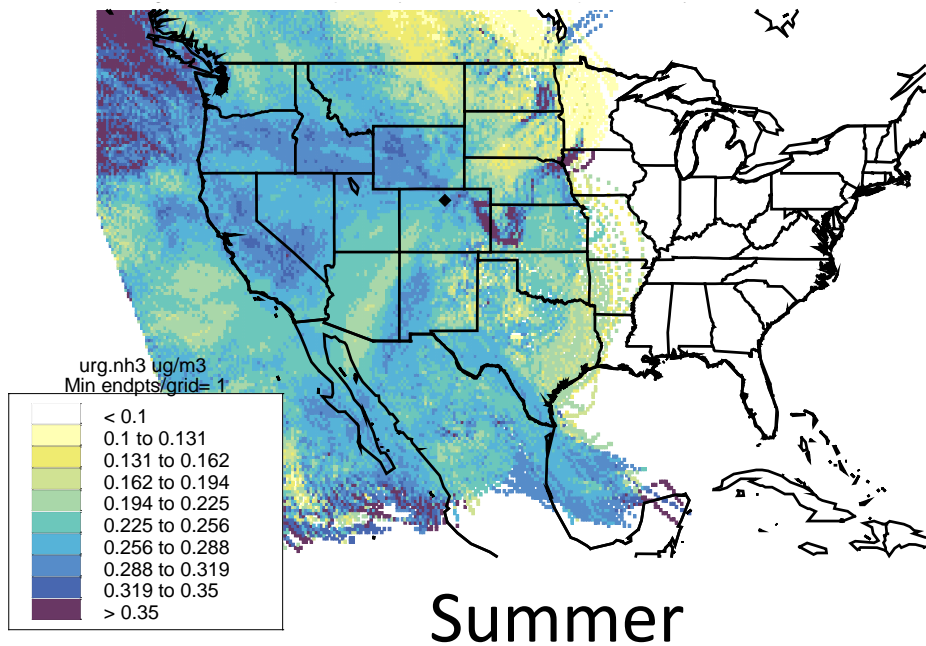 urg.nh3 ug/m3
Min endpts/grid= 1
< 0.1
0.1 to 0.131
0.131 to 0.162
0.162 to 0.194
0.194 to 0.225
0.225 to 0.256
0.256 to 0.288
0.288 to 0.319
0.319 to 0.35
> 0.35
Summer